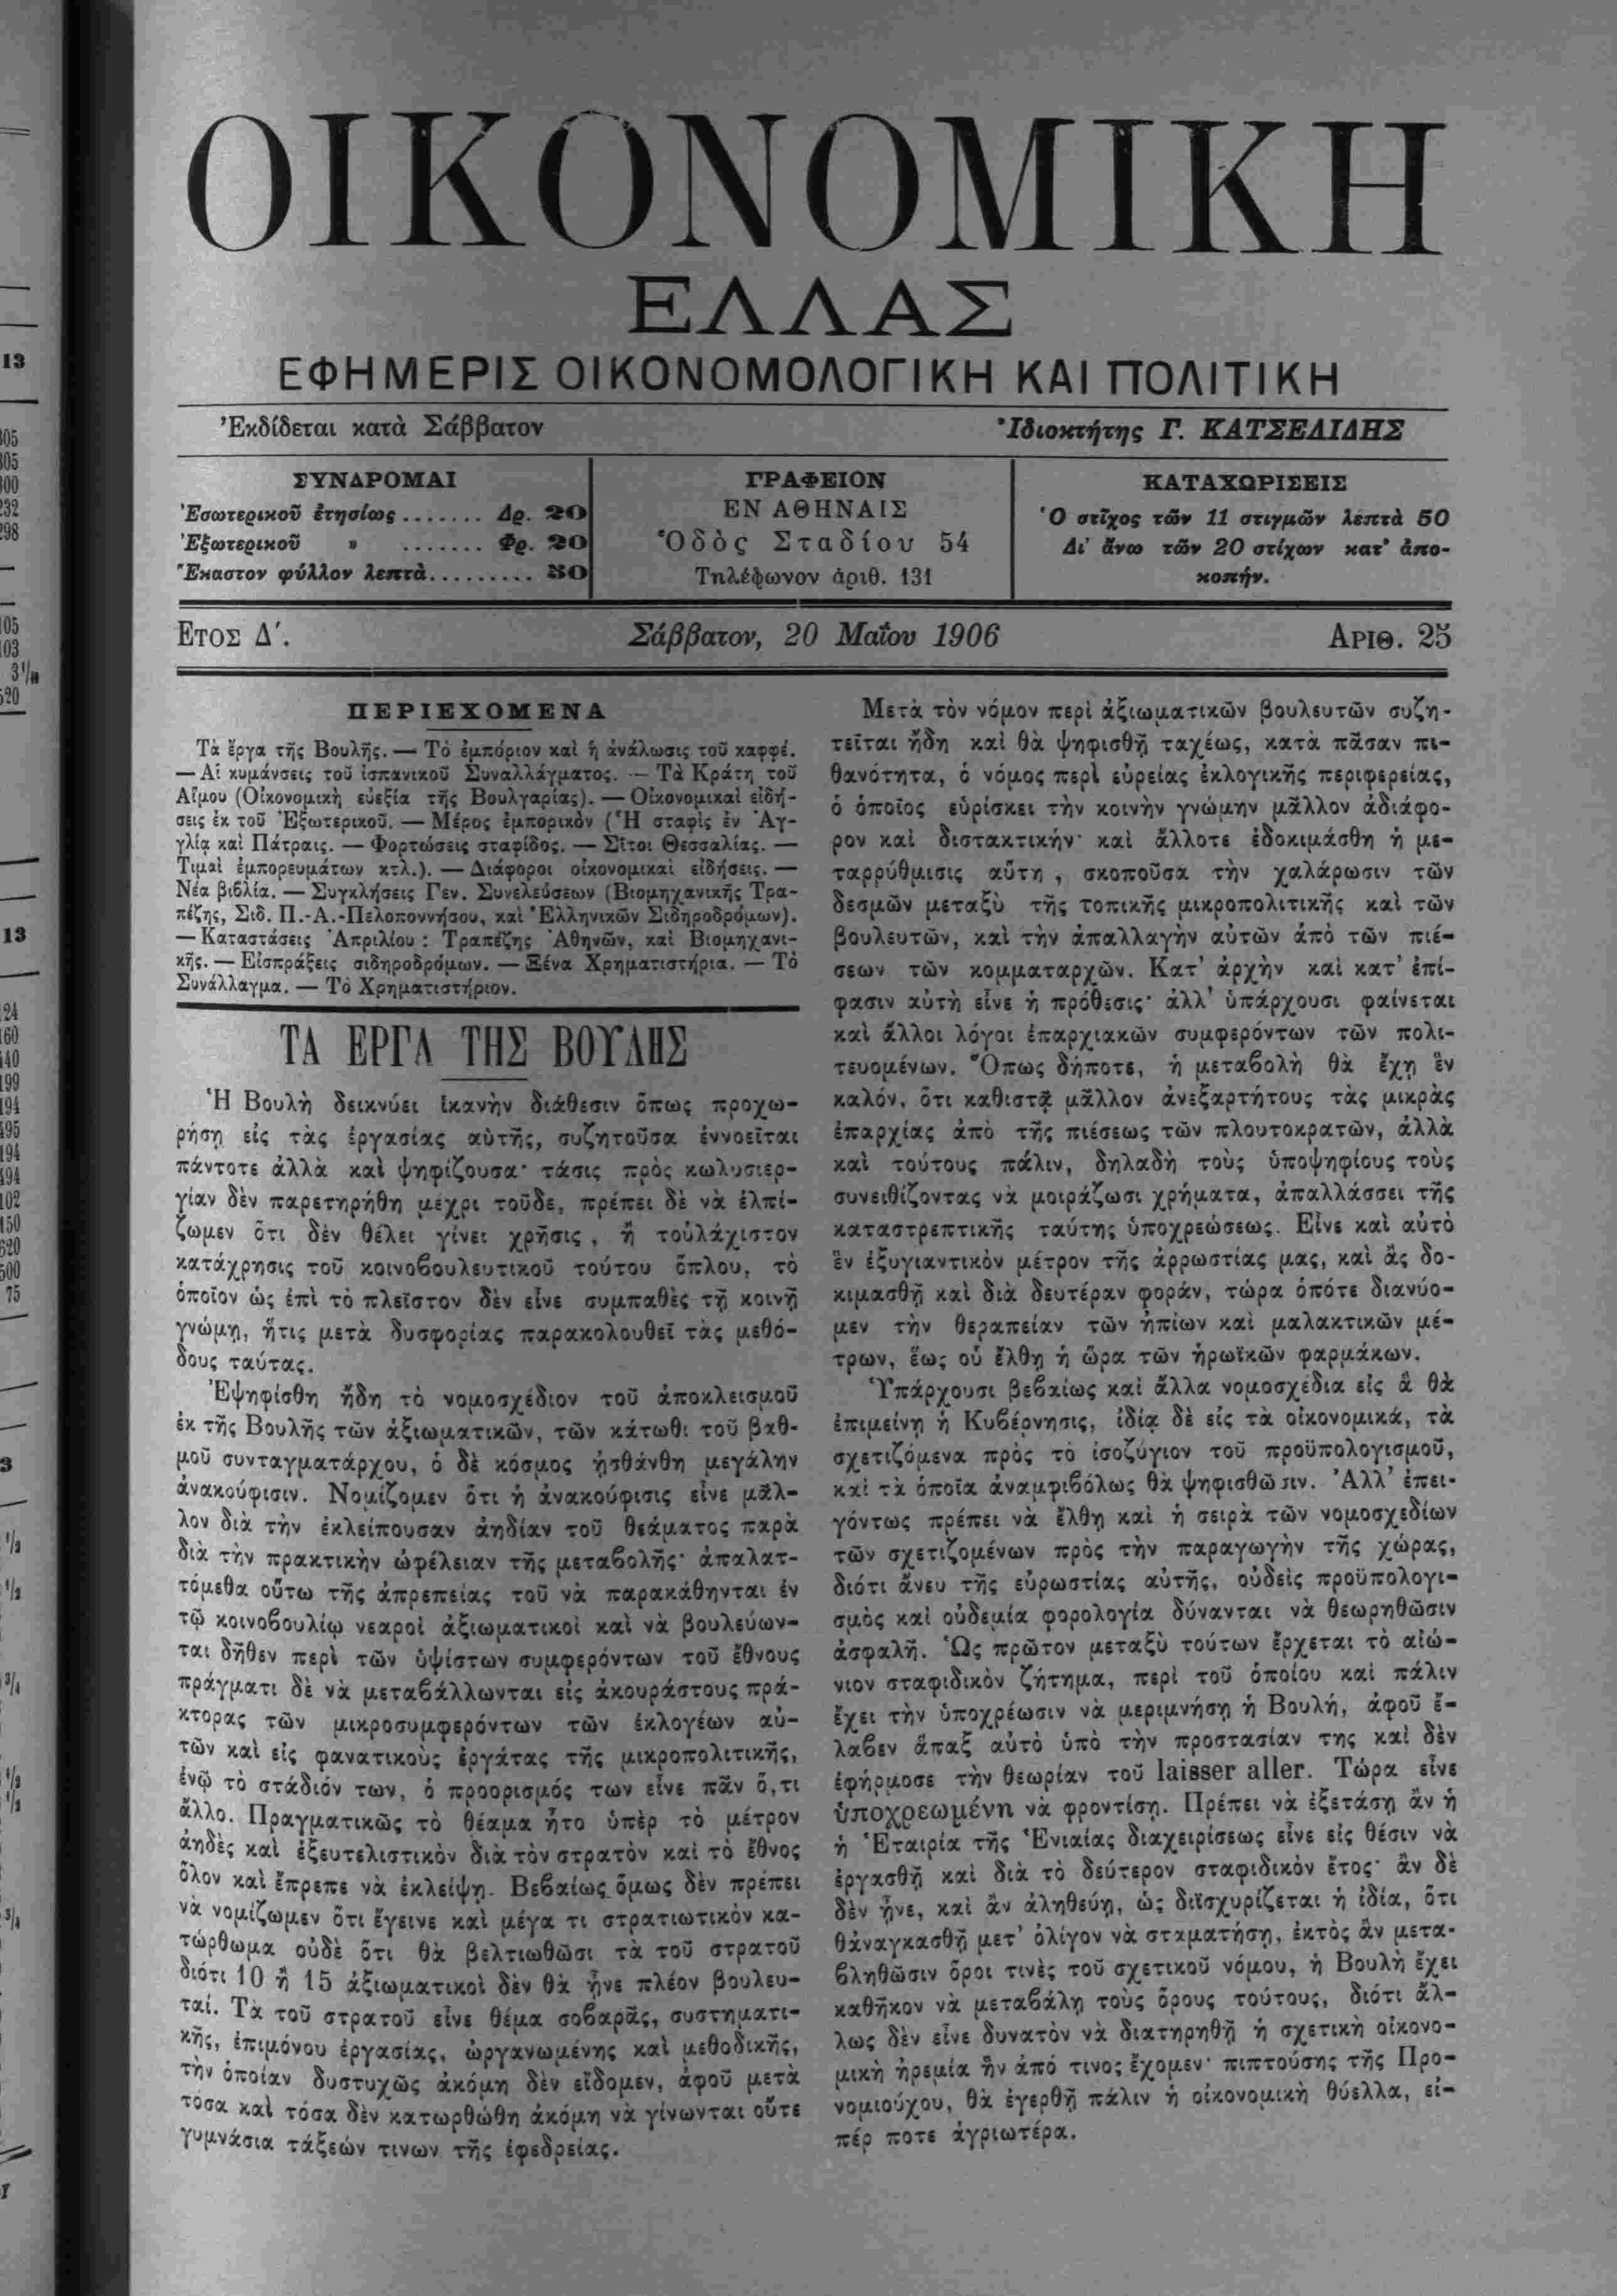 ΟΙΚΟΝΟΜΙΚΗ
ΕΛΛΑΣ
ΕΦΗΜΕΡΙΣ ΟΙΚΟΝΟΜΟΛΟΓΙΚΗ ΚΑΙ ΠΟΛΙΤΙΚΗ
Ἐκδίδεται κατὰ Σάββατον
Ἰδιοκτήτης Γ. ΚΑΤΣΕΛΙΔΗΣ
ΣΥΝΔΡΟΜΑΙ
Ἐσωτερικοῦ ἐτησίως ....... Δρ. 20
Ἐξωτερικοῦ » ....... Φρ. 20
Ἕκαστον φύλλον λεπτὰ.......... 50
ΓΡΑΦΕΙΟΝ
ΕΝ ΑΘΗΝΑΙΣ
Ὁδὸς Σταδίου 54
Τηλέφωνον ἀριθ. 131
ΚΑΤΑΧΩΡΙΣΕΙΣ
Ὁ στῖχος τῶν 11 στιγμῶν λεπτὰ 50
Δι' ἄνω τῶν 20 στίχων κατ' ἀπο-
κοπήν.
ΕΤΟΣ Δ'.
Σάββατον, 20 Μαΐου 1906
ΑΡΙΘ. 25
ΠΕΡΙΕΧΟΜΕΝΑ
Τὰ ἔργα τῆς Βουλῆς. — Τὸ ἐμπόριον καὶ ἡ ἀνάλωσις τοῦ καφφέ.
— Αἱ κυμάνσεις τοῦ ἱσπανικοῦ Συναλλάγματος. — Τὰ Κράτη τοῦ
Αἵμου (Οἰκονομικὴ εὐεξία τῆς Βουλγαρίας). — Οἰκονομικαὶ εἰδή-
σεις ἐκ τοῦ Ἐξωτερικοῦ. — Μέρος ἐμπορικὸν (Ἡ σταφὶς ἐν Ἀγ-
γλίᾳ καὶ Πάτραις. — Φορτώσεις σταφίδος. — Σῖτοι Θεσσαλίας. —
Τιμαὶ ἐμπορευμάτων κτλ.). — Διάφοροι οἰκονομικαὶ εἰδήσεις. —
Νέα βιβλία. — Συγκλήσεις Γεν. Συνελεύσεων (Βιομηχανικῆς Τρα-
πέζης, Σιδ. Π.-Α.-Πελοποννήσου, καὶ Ἑλληνικῶν Σιδηροδρόμων).
— Καταστάσεις Ἀπριλίου : Τραπέζης Ἀθηνῶν, καὶ Βιομηχανι-
κῆς. — Εἰσπράξεις σιδηροδρόμων. — Ξένα Χρηματιστήρια. — Τὸ
Συνάλλαγμα. — Τὸ Χρηματιστήριον.
ΤΑ ΕΡΓΑ ΤΗΣ ΒΟΥΛΗΣ
Ἡ Βουλὴ δεικνύει ἱκανὴν διάθεσιν ὅπως προχω-
ρήσῃ εἰς τὰς ἐργασίας αὐτῆς, συζητοῦσα ἐννοεῖται
πάντοτε ἀλλὰ καὶ ψηφίζουσα· τάσις πρὸς κωλυσιερ-
γίαν δὲν παρετηρήθη μέχρι τοῦδε, πρέπει δὲ νὰ ἐλπί-
ζωμεν ὅτι δὲν θέλει γίνει χρῆσις, ἢ τοὐλάχιστον
κατάχρησις τοῦ κοινοβουλευτικοῦ τούτου ὅπλου, τὸ
ὁποῖον ὡς ἐπὶ τὸ πλεῖστον δὲν εἶνε συμπαθὲς τῇ κοινῇ
γνώμῃ, ἥτις μετὰ δυσφορίας παρακολουθεῖ τὰς μεθό-
δους ταύτας.
Ἐψηφίσθη ἤδη τὸ νομοσχέδιον τοῦ ἀποκλεισμοῦ
ἐκ τῆς Βουλῆς τῶν ἀξιωματικῶν, τῶν κάτωθι τοῦ βαθ-
μοῦ συνταγματάρχου, ὁ δὲ κόσμος ᾐσθάνθη μεγάλην
ἀνακούφισιν. Νομίζομεν ὅτι ἡ ἀνακούφισις εἶνε μᾶλ-
λον διὰ τὴν ἐκλείπουσαν ἀηδίαν τοῦ θεάματος παρὰ
διὰ τὴν πρακτικὴν ὠφέλειαν τῆς μεταβολῆς· ἀπαλατ-
τόμεθα οὕτω τῆς ἀπρεπείας τοῦ νὰ παρακάθηνται ἐν
τῷ κοινοβουλίῳ νεαροὶ ἀξιωματικοὶ καὶ νὰ βουλεύων-
ται δῆθεν περὶ τῶν ὑψίστων συμφερόντων τοῦ ἔθνους
πράγματι δὲ νὰ μεταβάλλωνται εἰς ἀκουράστους πρά-
κτορας τῶν μικροσυμφερόντων τῶν ἐκλογέων αὐ-
τῶν καὶ εἰς φανατικοὺς ἐργάτας τῆς μικροπολιτικῆς,
ἐνῷ τὸ στάδιόν των, ὁ προορισμός των εἶνε πᾶν ὅ,τι
ἄλλο. Πραγματικῶς τὸ θέαμα ἦτο ὑπὲρ τὸ μέτρον
ἀηδὲς καὶ ἐξευτελιστικὸν διὰ τὸν στρατὸν καὶ τὸ ἔθνος
ὅλον καὶ ἔπρεπε νὰ ἐκλείψῃ. Βεβαίως ὅμως δὲν πρέπει
νὰ νομίζωμεν ὅτι ἔγεινε καὶ μέγα τι στρατιωτικὸν κα-
τώρθωμα οὐδὲ ὅτι θὰ βελτιωθῶσι τὰ τοῦ στρατοῦ
διότι 10 ἢ 15 ἀξιωματικοὶ δὲν θὰ ἦνε πλέον βουλευ-
ταί. Τὰ τοῦ στρατοῦ εἶνε θέμα σοβαρᾶς, συστηματι-
κῆς, ἐπιμόνου ἐργασίας, ὠργανωμένης καὶ μεθοδικῆς,
τὴν ὁποίαν δυστυχῶς ἀκόμη δὲν εἴδομεν, ἀφοῦ μετὰ
τόσα καὶ τόσα δὲν κατωρθώθη ἀκόμη νὰ γίνωνται οὔτε
γυμνάσια τάξεών τινων τῆς ἐφεδρείας.
Μετὰ τὸν νόμον περὶ ἀξιωματικῶν βουλευτῶν συζη-
τεῖται ἤδη καὶ θὰ ψηφισθῇ ταχέως, κατὰ πᾶσαν πι-
θανότητα, ὁ νόμος περὶ εὐρείας ἐκλογικῆς περιφερείας,
ὁ ὁποῖος εὑρίσκει τὴν κοινὴν γνώμην μᾶλλον ἀδιάφο-
ρον καὶ διστακτικήν· καὶ ἄλλοτε ἐδοκιμάσθη ἡ με-
ταρρύθμισις αὕτη, σκοποῦσα τὴν χαλάρωσιν τῶν
δεσμῶν μεταξὺ τῆς τοπικῆς μικροπολιτικῆς καὶ τῶν
βουλευτῶν, καὶ τὴν ἀπαλλαγὴν αὐτῶν ἀπὸ τῶν πιέ-
σεων τῶν κομματαρχῶν. Κατ' ἀρχὴν καὶ κατ' ἐπί-
φασιν αὐτὴ εἶνε ἡ πρόθεσις· ἀλλ' ὑπάρχουσι φαίνεται
καὶ ἄλλοι λόγοι ἐπαρχιακῶν συμφερόντων τῶν πολι-
τευομένων. Ὅπως δήποτε, ἡ μεταβολὴ θὰ ἔχῃ ἓν
καλόν, ὅτι καθιστᾷ μᾶλλον ἀνεξαρτήτους τὰς μικρὰς
ἐπαρχίας ἀπὸ τῆς πιέσεως τῶν πλουτοκρατῶν, ἀλλὰ
καὶ τούτους πάλιν, δηλαδὴ τοὺς ὑποψηφίους τοὺς
συνειθίζοντας νὰ μοιράζωσι χρήματα, ἀπαλλάσσει τῆς
καταστρεπτικῆς ταύτης ὑποχρεώσεως. Εἶνε καὶ αὐτὸ
ἓν ἐξυγιαντικὸν μέτρον τῆς ἀρρωστίας μας, καὶ ἂς δο-
κιμασθῇ καὶ διὰ δευτέραν φοράν, τώρα ὁπότε διανύο-
μεν τὴν θεραπείαν τῶν ἠπίων καὶ μαλακτικῶν μέ-
τρων, ἕως οὗ ἔλθῃ ἡ ὥρα τῶν ἡρωϊκῶν φαρμάκων.
Ὑπάρχουσι βεβαίως καὶ ἄλλα νομοσχέδια εἰς ἃ θὰ
ἐπιμείνῃ ἡ Κυβέρνησις, ἰδίᾳ δὲ εἰς τὰ οἰκονομικά, τὰ
σχετιζόμενα πρὸς τὸ ἰσοζύγιον τοῦ προϋπολογισμοῦ,
καὶ τὰ ὁποῖα ἀναμφιβόλως θὰ ψηφισθῶσιν. Ἀλλ' ἐπει-
γόντως πρέπει νὰ ἔλθῃ καὶ ἡ σειρὰ τῶν νομοσχεδίων
τῶν σχετιζομένων πρὸς τὴν παραγωγὴν τῆς χώρας,
διότι ἄνευ τῆς εὐρωστίας αὐτῆς, οὐδεὶς προϋπολογι-
σμὸς καὶ οὐδεμία φορολογία δύνανται νὰ θεωρηθῶσιν
ἀσφαλῆ. Ὡς πρῶτον μεταξὺ τούτων ἔρχεται τὸ αἰώ-
νιον σταφιδικὸν ζήτημα, περὶ τοῦ ὁποίου καὶ πάλιν
ἔχει τὴν ὑποχρέωσιν νὰ μεριμνήσῃ ἡ Βουλή, ἀφοῦ ἔ-
λαβεν ἅπαξ αὐτὸ ὑπὸ τὴν προστασίαν της καὶ δὲν
ἐφήρμοσε τὴν θεωρίαν τοῦ laisser aller. Τώρα εἶνε
ὑποχρεωμένη νὰ φροντίσῃ. Πρέπει νὰ ἐξετάσῃ ἂν ἡ
ἡ Ἑταιρία τῆς Ἑνιαίας διαχειρίσεως εἶνε εἰς θέσιν νὰ
ἐργασθῇ καὶ διὰ τὸ δεύτερον σταφιδικὸν ἔτος· ἂν δὲ
δὲν ἦνε, καὶ ἂν ἀληθεύῃ, ὡς διϊσχυρίζεται ἡ ἰδία, ὅτι
θἀναγκασθῇ μετ' ὀλίγον νὰ σταματήσῃ, ἐκτὸς ἂν μετα-
βληθῶσιν ὅροι τινὲς τοῦ σχετικοῦ νόμου, ἡ Βουλὴ ἔχει
καθῆκον νὰ μεταβάλῃ τοὺς ὅρους τούτους, διότι ἄλ-
λως δὲν εἶνε δυνατὸν νὰ διατηρηθῇ ἡ σχετικὴ οἰκονο-
μικὴ ἠρεμία ἣν ἀπό τινος ἔχομεν· πιπτούσης τῆς Προ-
νομιούχου, θὰ ἐγερθῇ πάλιν ἡ οἰκονομικὴ θύελλα, εἰ-
πέρ ποτε ἀγριωτέρα.